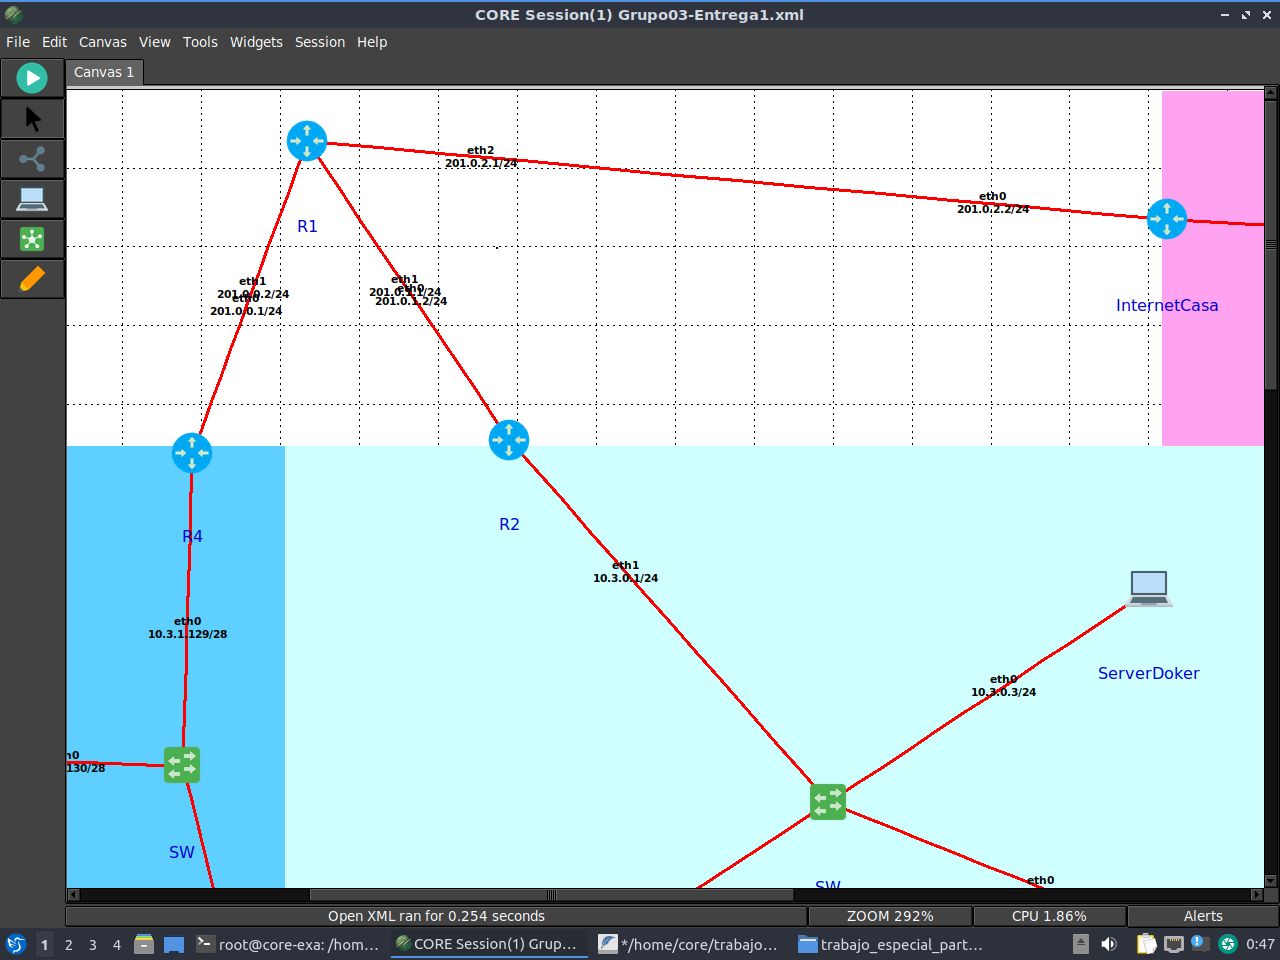 CORE Session(1) Grupo03-Entrega1.xml
File Edit Canvas View Tools Widgets Session Help
Canvas 1
eth2
201.0.2.1/24
eth0
201.0.2.2/24
R1
InternetCasa
eth1
201.0.0.2/24
eth0
201.0.0.1/24
eth1
201.0.1.1/24
eth0
201.0.1.2/24
R4
R2
eth1
10.3.0.1/24
eth0
10.3.1.129/28
ServerDoker
eth0
10.3.0.3/24
h0
130/28
SW
SW
eth0
Open XML ran for 0.254 seconds
ZOOM 292%
CPU 1.86%
Alerts
1 2 3 4
root@core-exa: /hom...
CORE Session(1) Grup...
*/home/core/trabajo...
trabajo_especial_part...
0:47